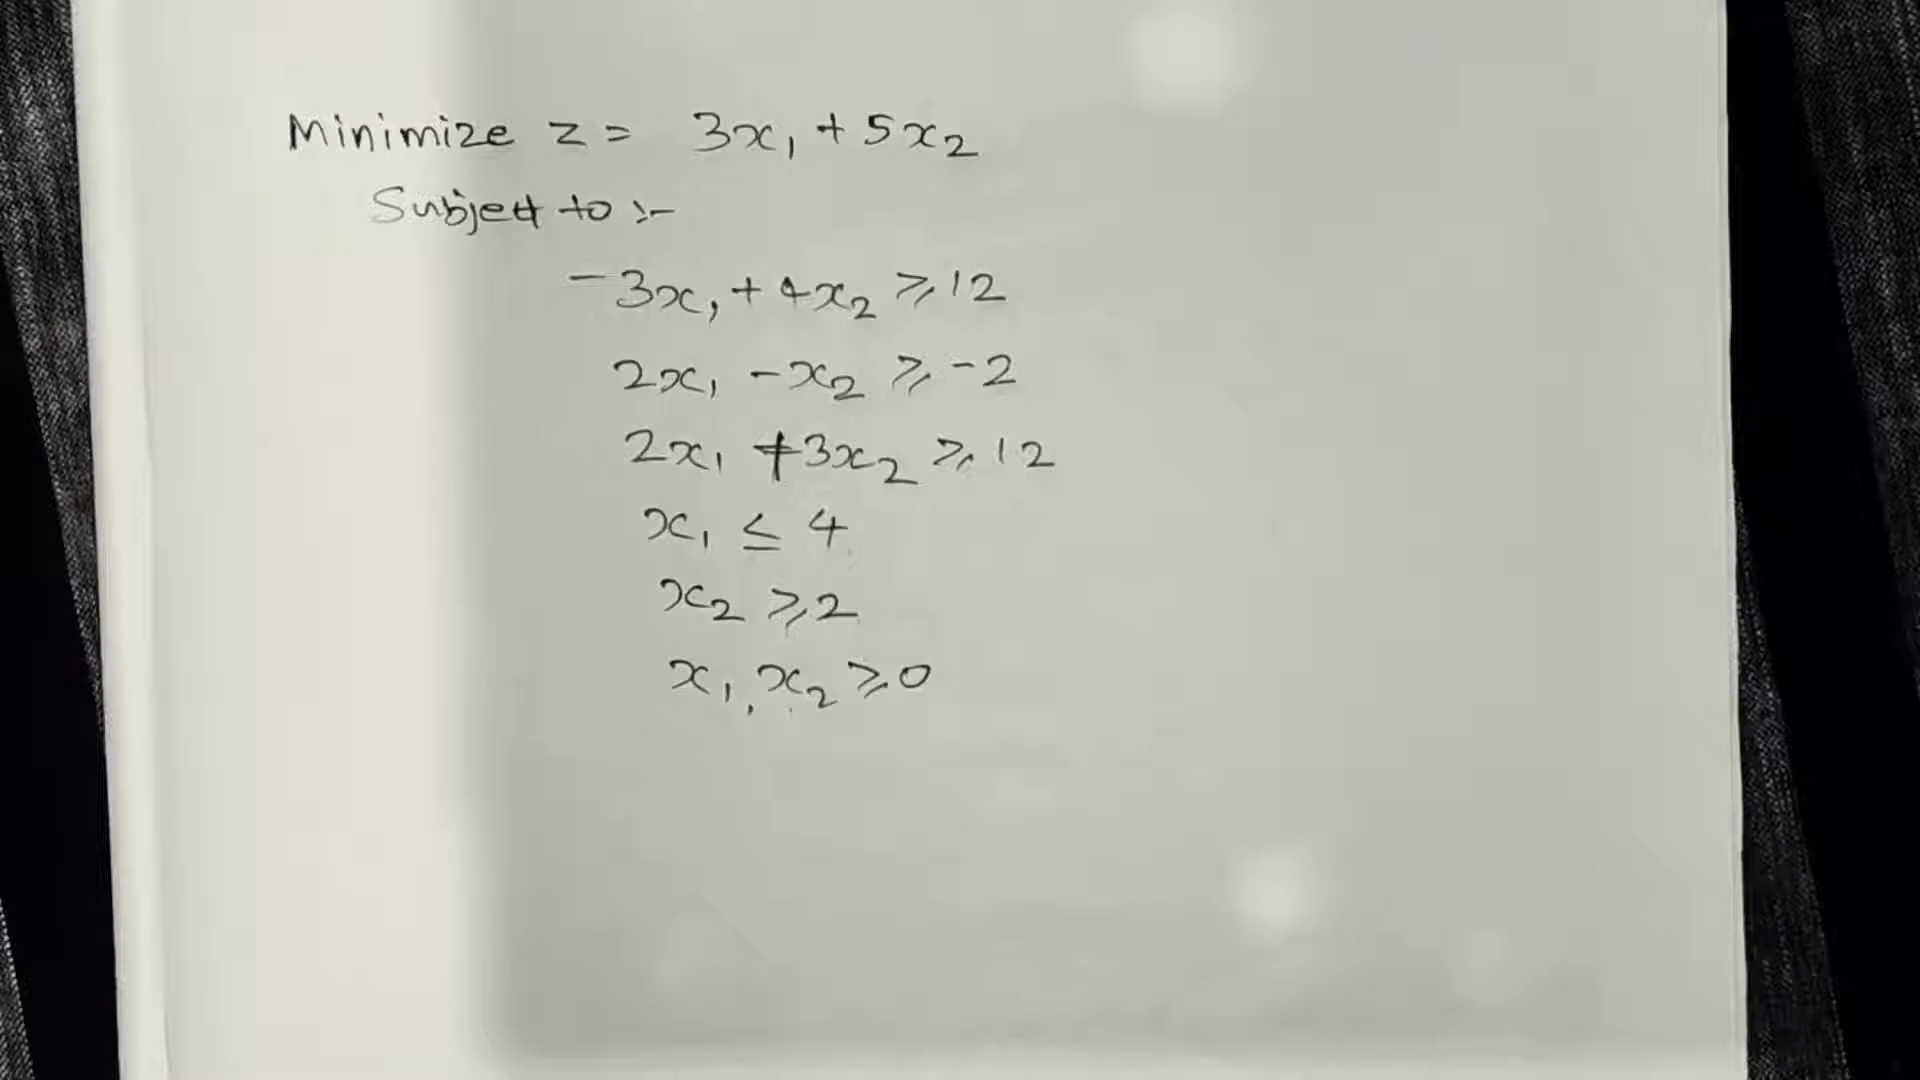 Minimize z = 3x₁ + 5x₂
Subject to :-
-3x₁ + 4x₂ ⩾ 12
2x₁ - x₂ ⩾ -2
2x₁ + 3x₂ ⩾ 12
x₁ ≤ 4
x₂ ⩾ 2
x₁, x₂ ⩾ 0